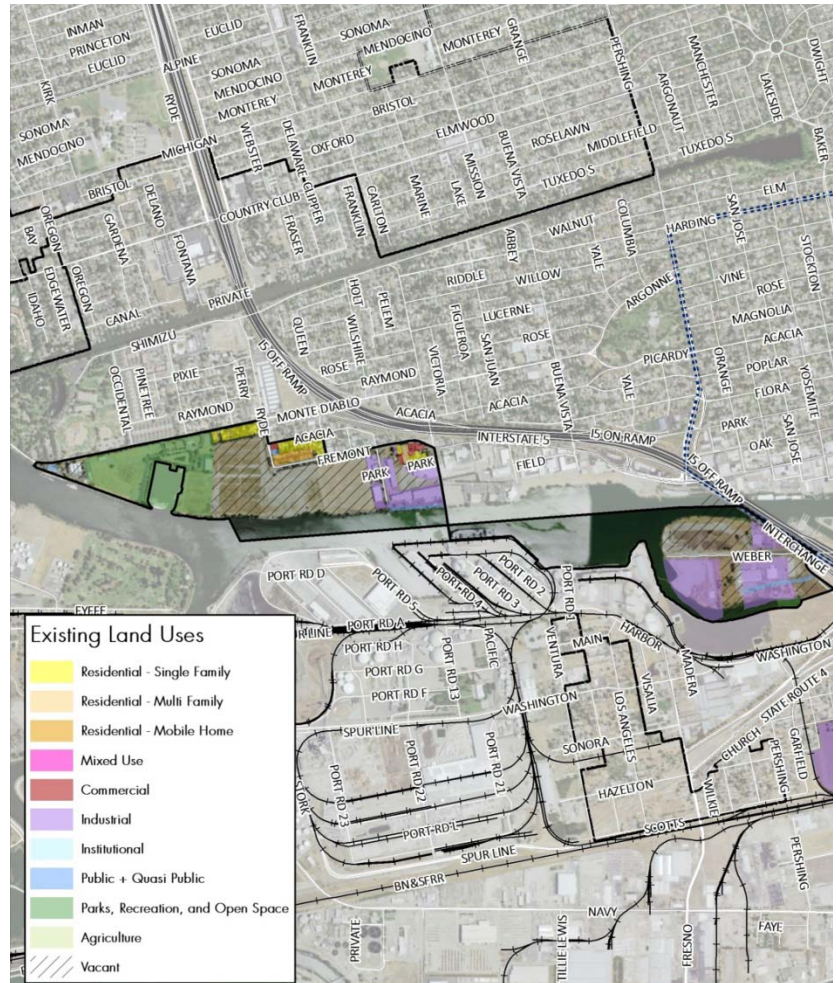 INMAN
PRINCETON
EUCLID
ALPINE
EUCLID
FRANKLIN
SONOMA
MENDOCINO
MONTEREY
GRANGE
PERSHING
MANCHESTER
DWIGHT
KIRK
RYDE
SONOMA
MENDOCINO
MONTEREY
ARGONAUT
LAKESIDE
SONOMA
MENDOCINO
MICHIGAN
WEBSTER
DELAWARE
OXFORD
BRISTOL
ELMWOOD
BUENA VISTA
ROSELAWN
MIDDLEFIELD
TUXEDO S
BAKER
BRISTOL
DELANO
COUNTRY CLUB
CLIPPER
FRANKLIN
CARLTON
MARINE
LAKE
MISSION
TUXEDO S
ELM
BAY
OREGON
GARDENA
FONTANA
FRASER
ABBEY
WALNUT
COLUMBIA
HARDING
SAN JOSE
IDAHO
EDGEWATER
OREGON
CANAL
PRIVATE
HOLT
PELEM
RIDDLE
WILLOW
YALE
ARGONNE
VINE
ROSE
STOCKTON
SHIMIZU
QUEEN
WILSHIRE
FIGUEROA
LUCERNE
MAGNOLIA
OCCIDENTAL
PINETREE
PIXIE
PERRY
I5 OFF RAMP
ROSE
RAYMOND
VICTORIA
SAN JUAN
ROSE
BUENA VISTA
PICARDY
YALE
ORANGE
ACACIA
POPLAR
FLORA
YOSEMITE
RAYMOND
RYDE
MONTE DIABLO
ACACIA
ACACIA
PARK
SAN JOSE
ACACIA
FREMONT
INTERSTATE 5
I5 ON RAMP
OAK
PARK
PARK
FIELD
I5 OFF RAMP
INTERCHANGE
WEBER
PORT RD D
PORT RD 5
PORT RD 4
PORT RD 3
PORT RD 2
PORT RD 1
PORT RD A
PACIFIC
PORT RD H
VENTURA
MAIN
HARBOR
MADERA
WASHINGTON
PORT RD G
PORT RD 13
PORT RD F
WASHINGTON
LOS ANGELES
VISALIA
STATE ROUTE 4
SPUR LINE
SONORA
CHURCH
PERSHING
GARFIELD
PORT RD 23
PORT RD 22
PORT RD 21
HAZELTON
WILKIE
PORT RD L
SCOTTS
SPUR LINE
BN&SFRR
PERSHING
NAVY
PRIVATE
TILLIE LEWIS
FRESNO
FAYE
Existing Land Uses
Residential - Single Family
Residential - Multi Family
Residential - Mobile Home
Mixed Use
Commercial
Industrial
Institutional
Public + Quasi Public
Parks, Recreation, and Open Space
Agriculture
Vacant